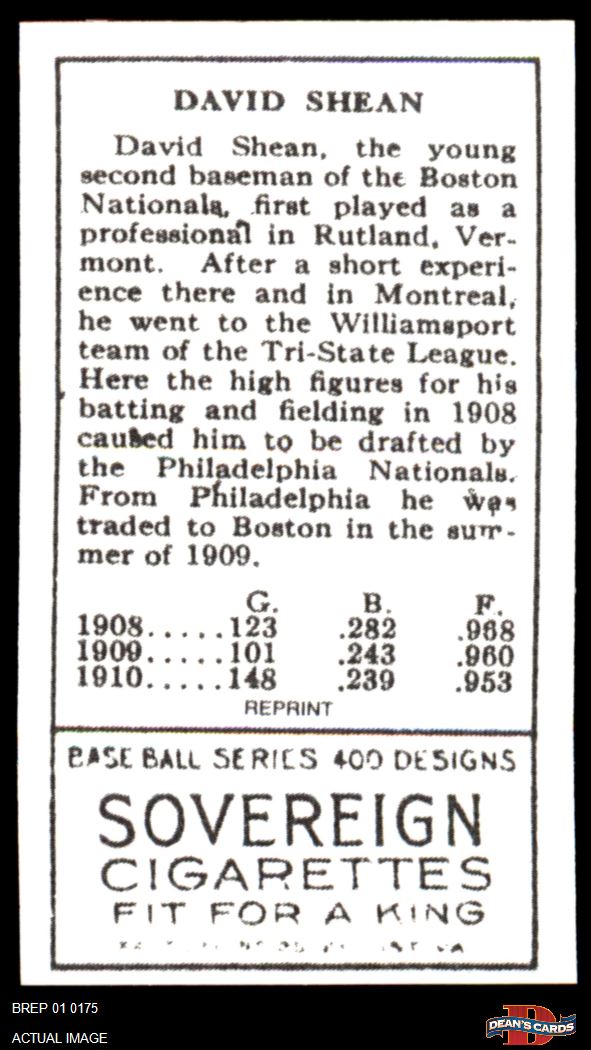 DAVID SHEAN
David Shean, the young
second baseman of the Boston
Nationals, first played as a
professional in Rutland, Ver-
mont. After a short experi-
ence there and in Montreal,
he went to the Williamsport
team of the Tri-State League.
Here the high figures for his
batting and fielding in 1908
caused him to be drafted by
the Philadelphia Nationals.
From Philadelphia he was
traded to Boston in the sum-
mer of 1909.
G. B. F.
1908.....123 .282 .968
1909.....101 .243 .960
1910.....148 .239 .953
REPRINT
BASE BALL SERIES 400 DESIGNS
SOVEREIGN
CIGARETTES
FIT FOR A KING
VA
BREP 01 0175
ACTUAL IMAGE
D
DEAN'S CARDS